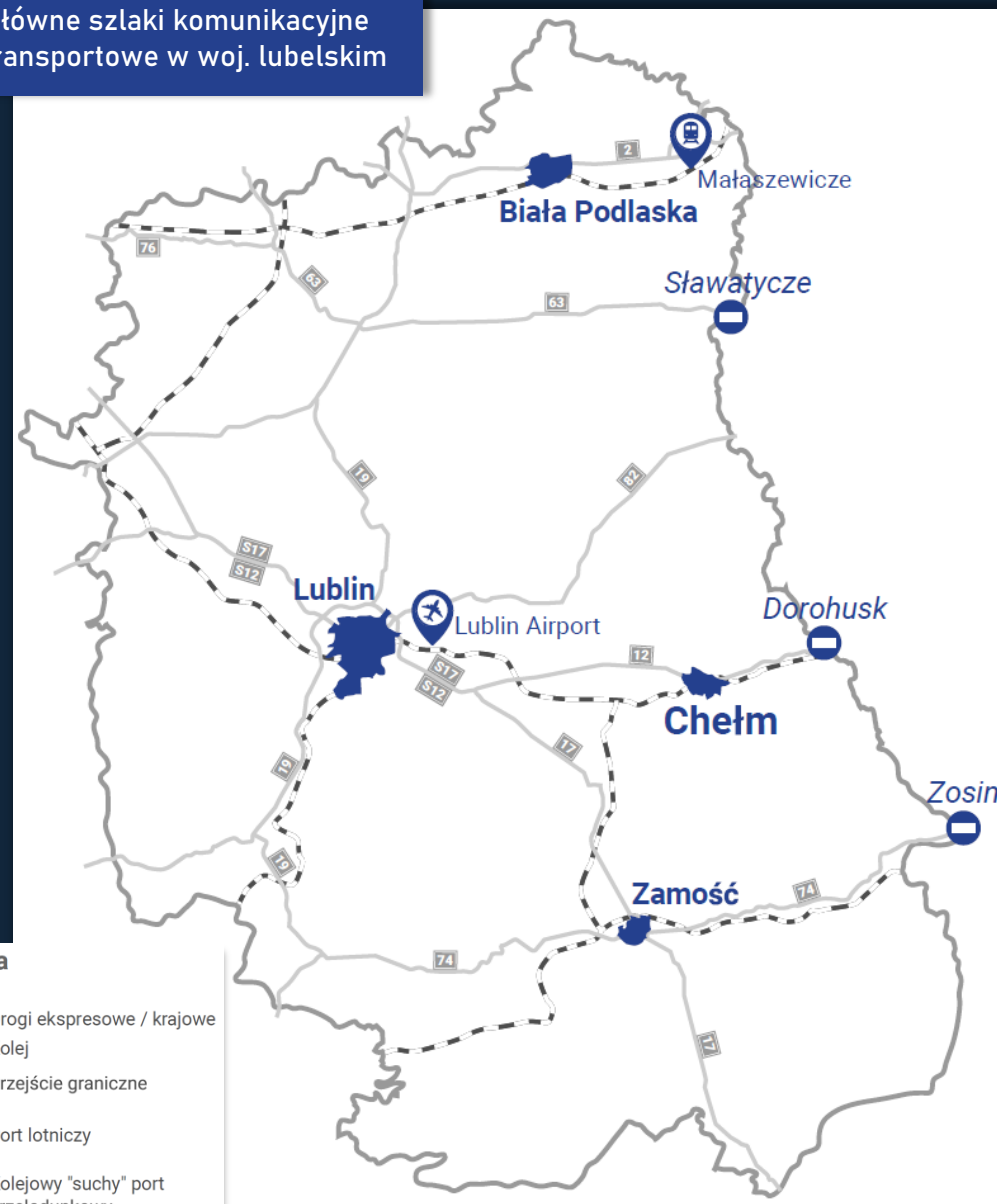 łówne szlaki komunikacyjne
ransportowe w woj. lubelskim
2
Małaszewicze
Biała Podlaska
76
63
Sławatycze
63
19
82
S17
S12
Lublin
Lublin Airport
Dorohusk
12
S17
S12
Chełm
17
19
Zosin
19
Zamość
74
74
17
a
rogi ekspresowe / krajowe
olej
rzejście graniczne
ort lotniczy
olejowy "suchy" port